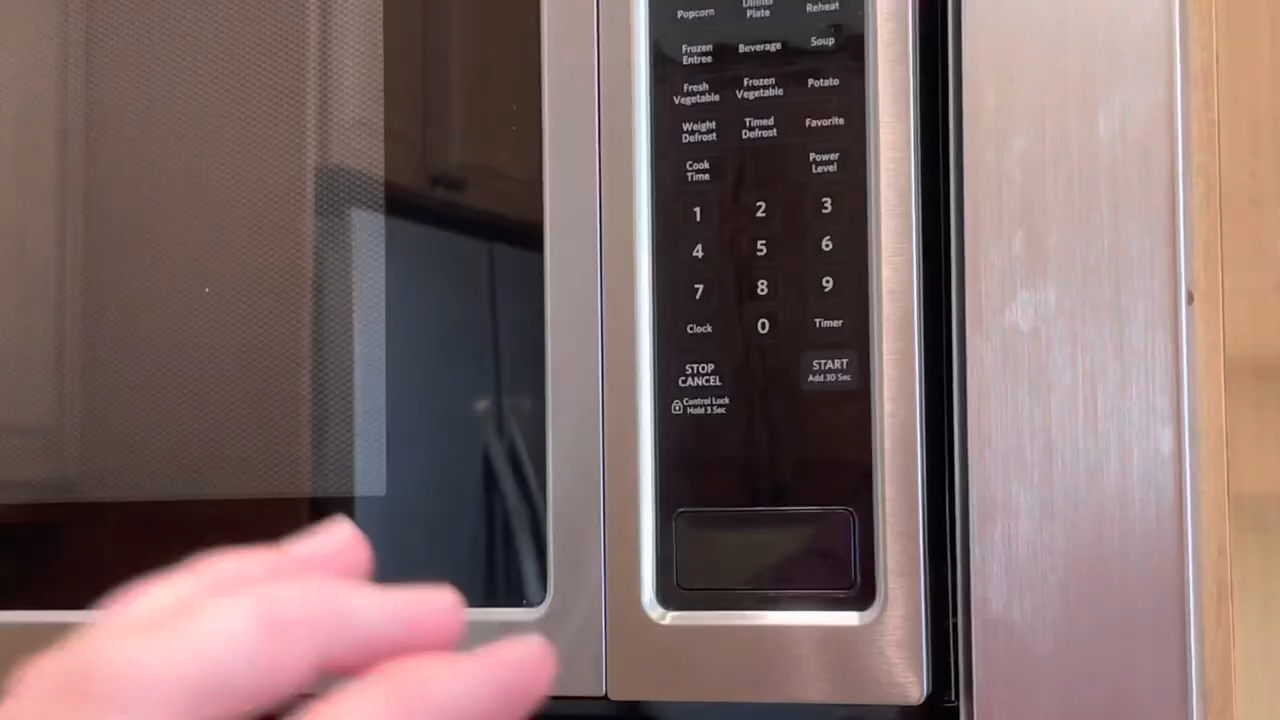 Popcorn
Dinner
Plate
Reheat
Frozen
Entree
Beverage
Soup
Fresh
Vegetable
Frozen
Vegetable
Potato
Weight
Defrost
Timed
Defrost
Favorite
Cook
Time
Power
Level
1 2 3
4 5 6
7 8 9
Clock 0 Timer
STOP
CANCEL
START
Add 30 Sec
Control Lock
Hold 3 Sec